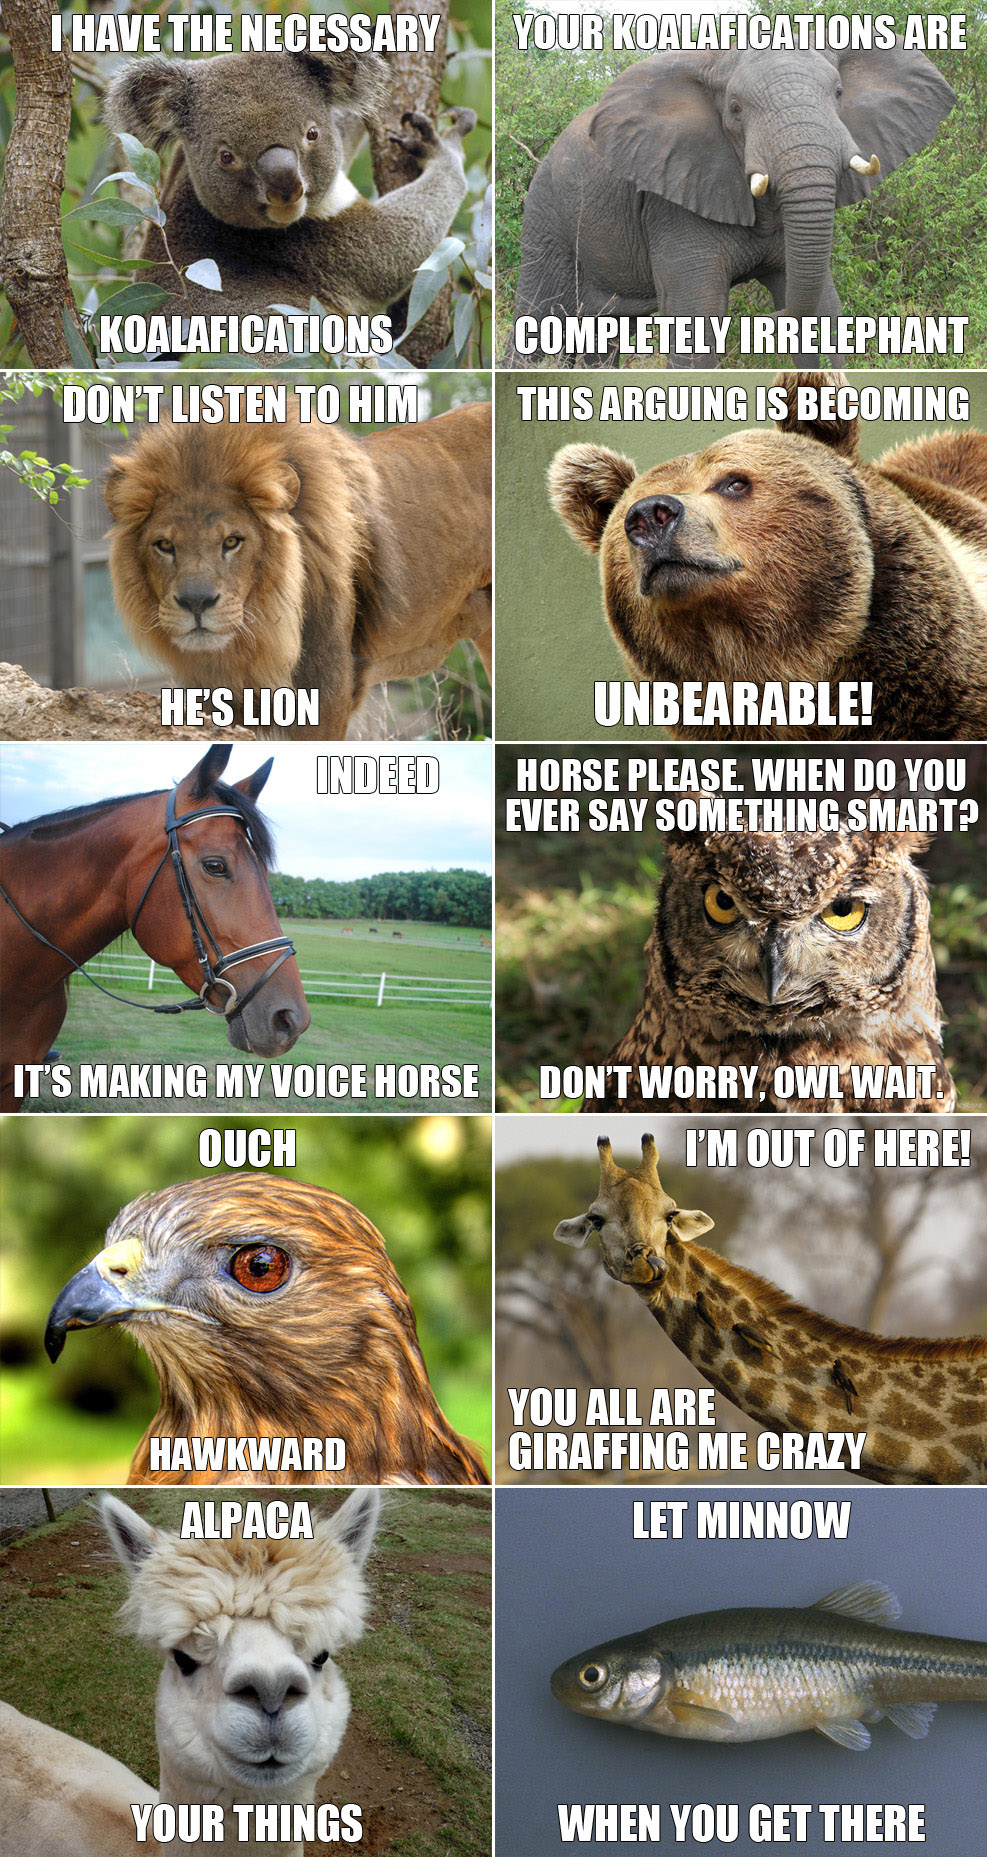 I HAVE THE NECESSARY
KOALAFICATIONS
YOUR KOALAFICATIONS ARE
COMPLETELY IRRELEPHANT
DON'T LISTEN TO HIM
HE'S LION
THIS ARGUING IS BECOMING
UNBEARABLE!
INDEED
IT'S MAKING MY VOICE HORSE
HORSE PLEASE. WHEN DO YOU
EVER SAY SOMETHING SMART?
DON'T WORRY, OWL WAIT.
OUCH
HAWKWARD
I'M OUT OF HERE!
YOU ALL ARE
GIRAFFING ME CRAZY
ALPACA
YOUR THINGS
LET MINNOW
WHEN YOU GET THERE